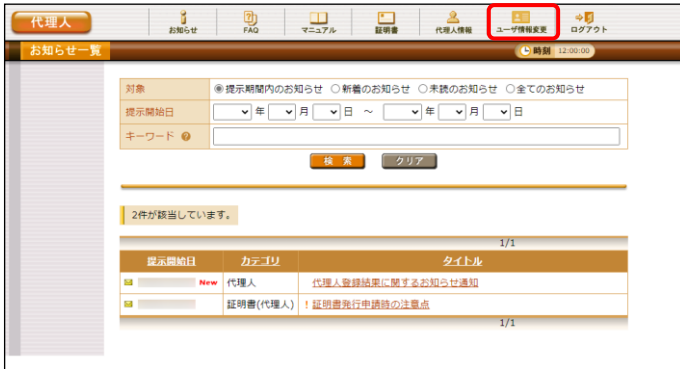 代理人
お知らせ FAQ マニュアル 証明書 代理人情報 ユーザ情報変更 ログアウト
お知らせ一覧 時刻 12:00:00
対象 提示期間内のお知らせ 新着のお知らせ 未読のお知らせ 全てのお知らせ
提示開始日 年 月 日 ～ 年 月 日
キーワード ?
検 索 クリア
2件が該当しています。
1/1
提示開始日 カテゴリ タイトル
New 代理人 代理人登録結果に関するお知らせ通知
証明書(代理人) ! 証明書発行申請時の注意点
1/1